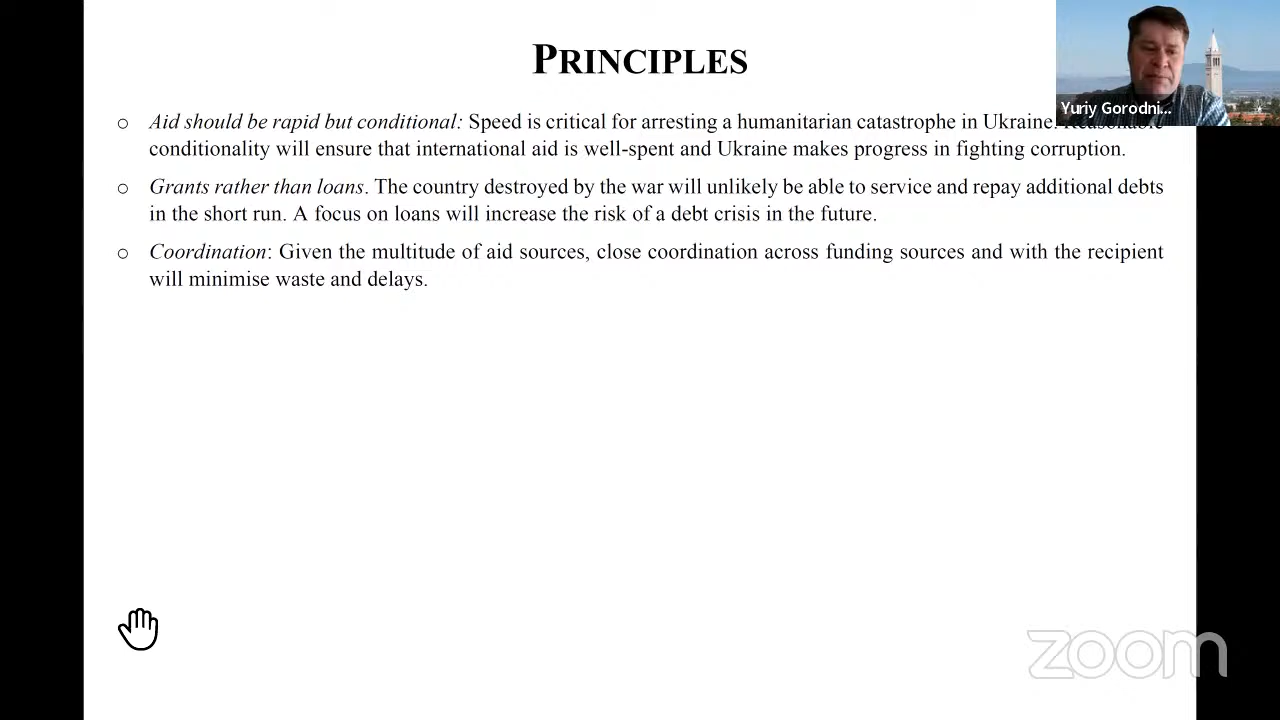 PRINCIPLES
Yuriy Gorodni...
o Aid should be rapid but conditional: Speed is critical for arresting a humanitarian catastrophe in Ukraine. Reasonable
conditionality will ensure that international aid is well-spent and Ukraine makes progress in fighting corruption.
o Grants rather than loans. The country destroyed by the war will unlikely be able to service and repay additional debts
in the short run. A focus on loans will increase the risk of a debt crisis in the future.
o Coordination: Given the multitude of aid sources, close coordination across funding sources and with the recipient
will minimise waste and delays.
zoom